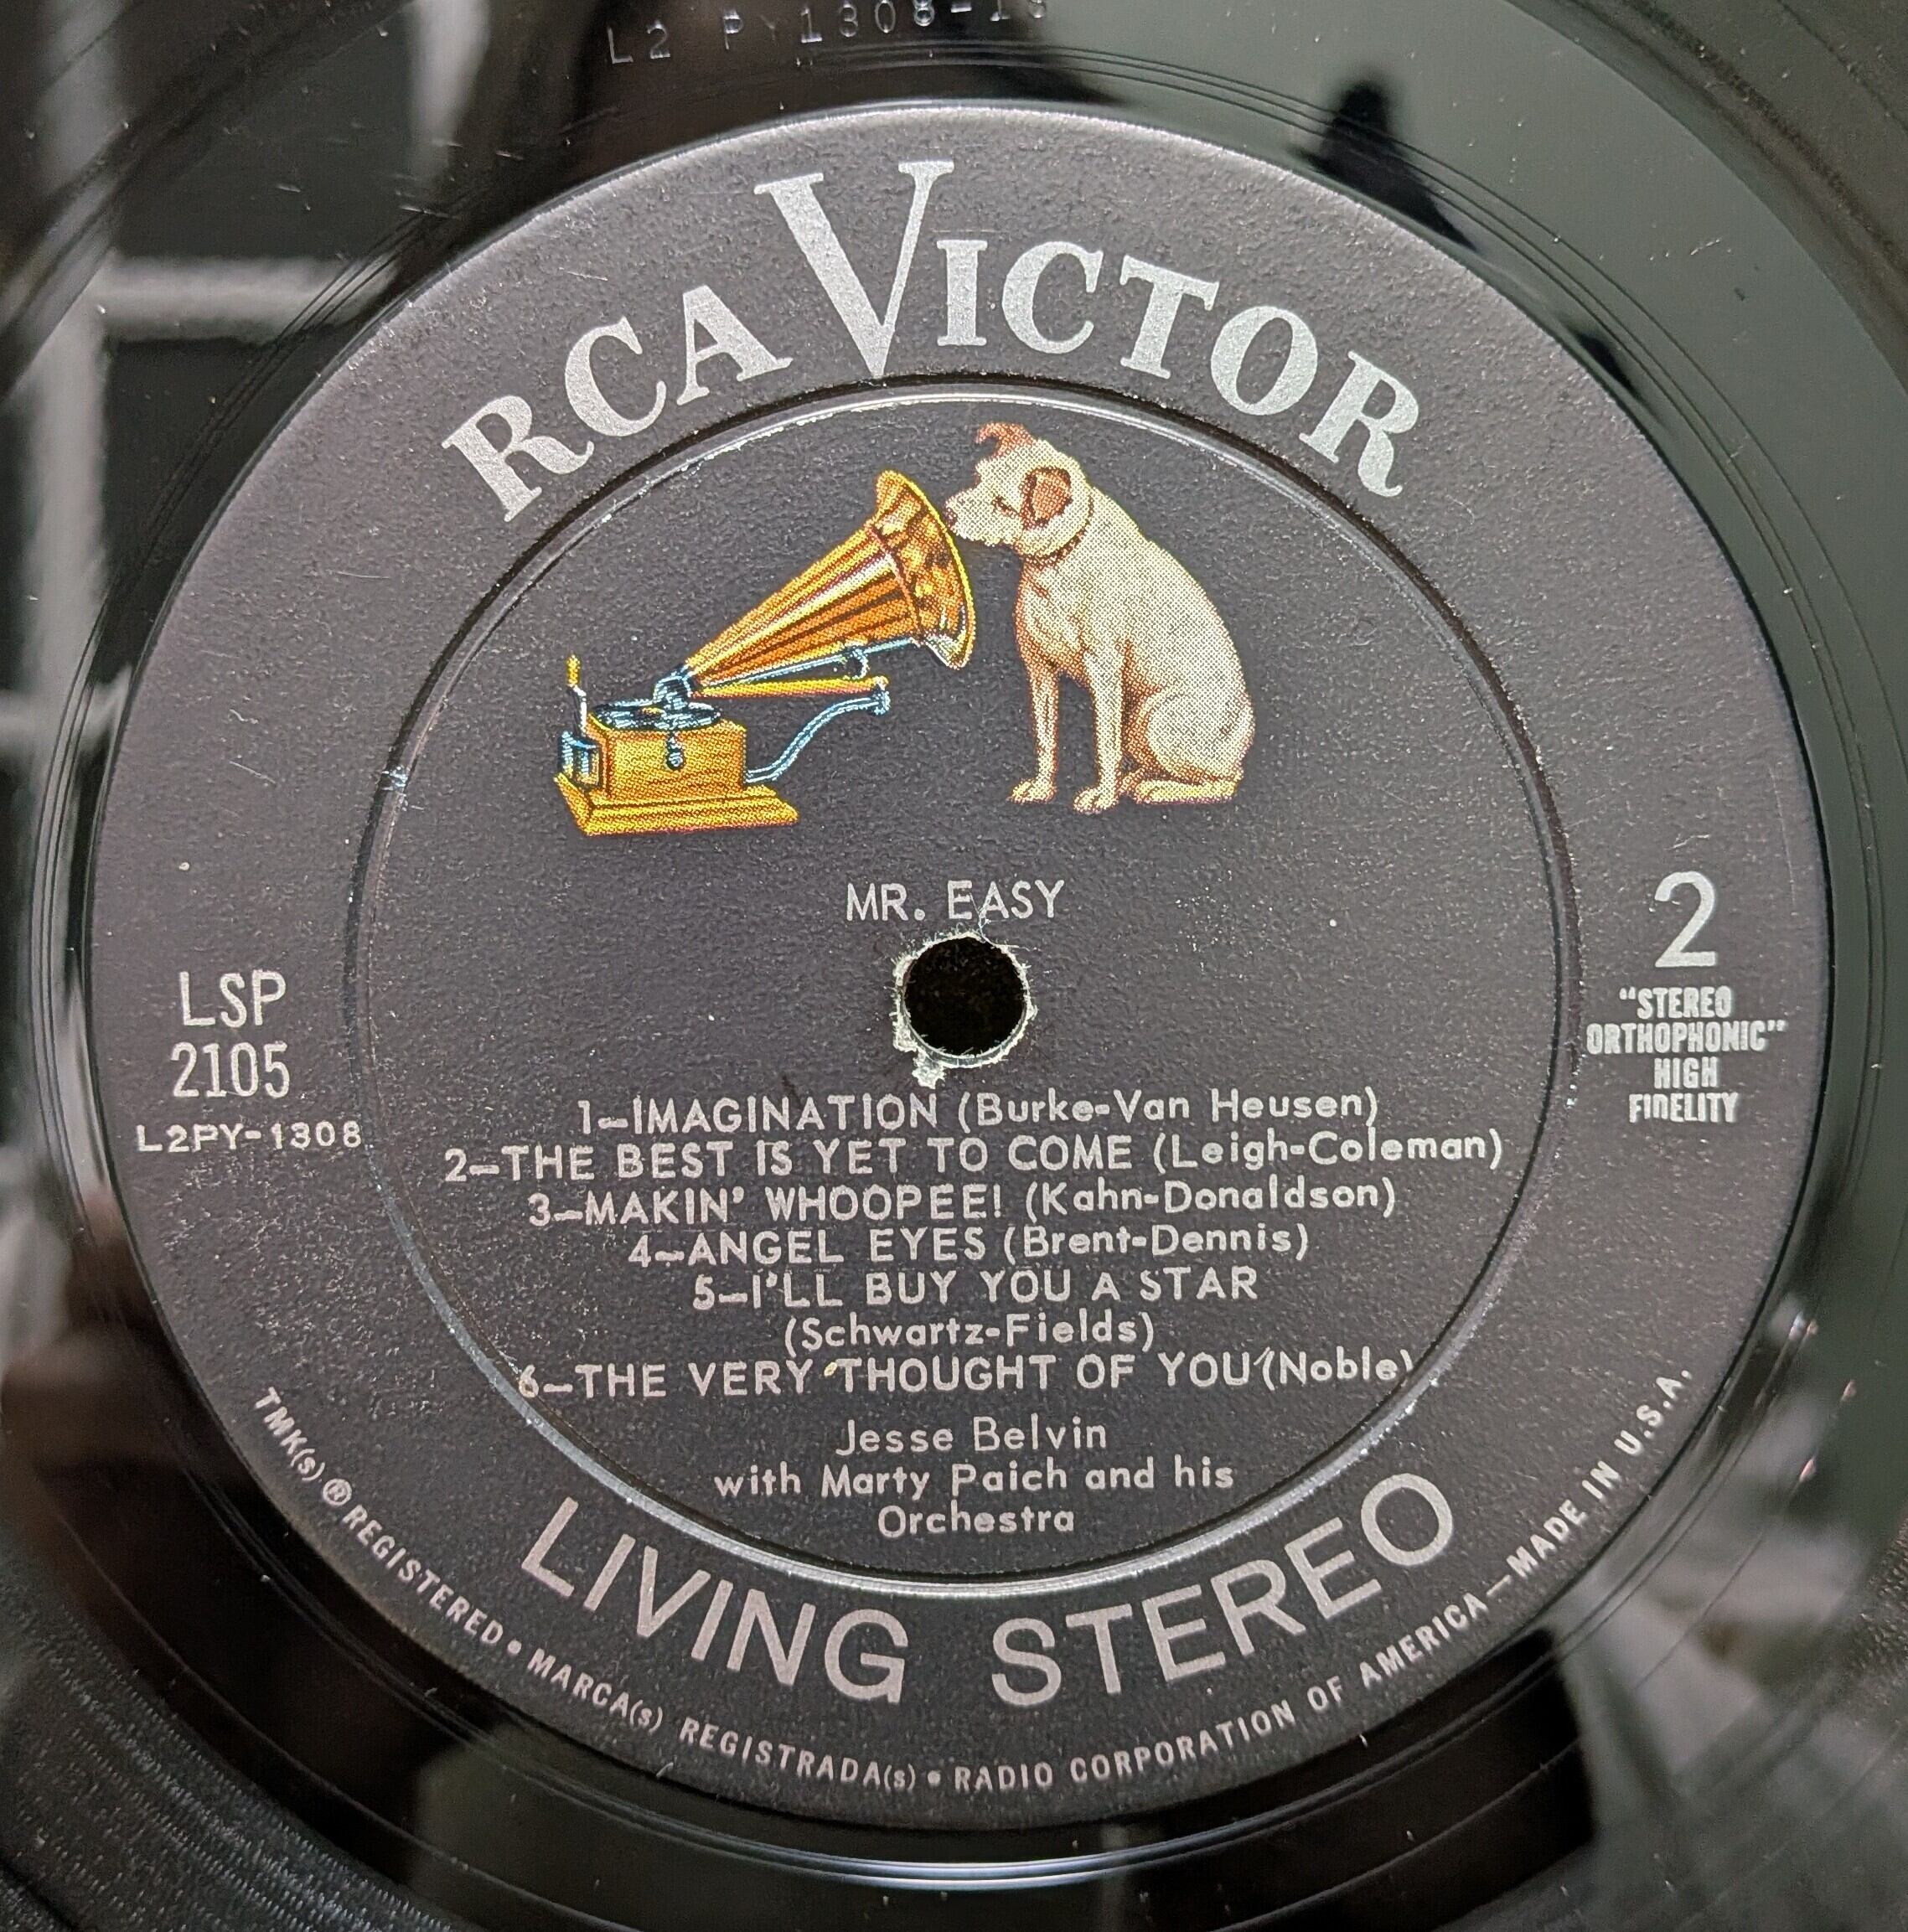 L2 PY 1308-1S
RCA VICTOR
MR. EASY
2
"STEREO
ORTHOPHONIC"
HIGH
FIDELITY
LSP
2105
L2PY-1308
1–IMAGINATION (Burke-Van Heusen)
2–THE BEST IS YET TO COME (Leigh-Coleman)
3–MAKIN' WHOOPEE! (Kahn-Donaldson)
4–ANGEL EYES (Brent-Dennis)
5–I'LL BUY YOU A STAR
(Schwartz-Fields)
6–THE VERY THOUGHT OF YOU (Noble)
Jesse Belvin
with Marty Paich and his
Orchestra
LIVING STEREO
TMK(s) ® REGISTERED • MARCA(s) REGISTRADA(s) • RADIO CORPORATION OF AMERICA—MADE IN U.S.A.